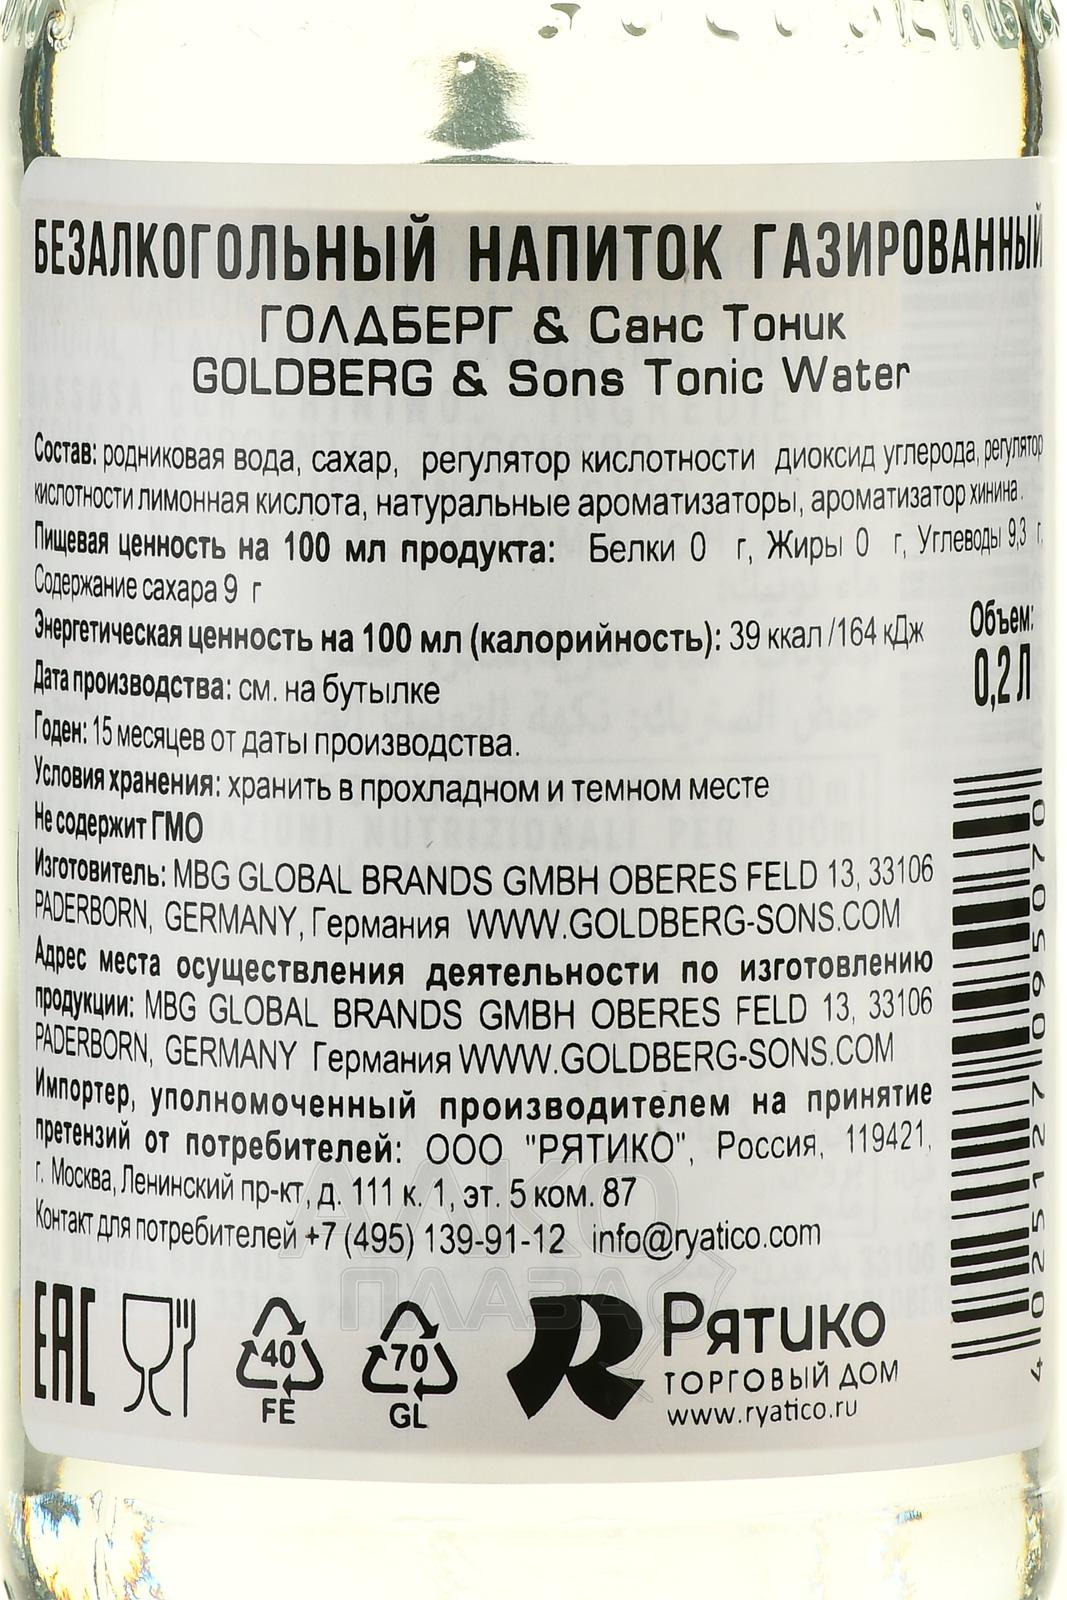 БЕЗАЛКОГОЛЬНЫЙ НАПИТОК ГАЗИРОВАННЫЙ
ГОЛДБЕРГ & Санс Тоник
GOLDBERG & Sons Tonic Water
Состав: родниковая вода, сахар, регулятор кислотности диоксид углерода, регулятор
кислотности лимонная кислота, натуральные ароматизаторы, ароматизатор хинина.
Пищевая ценность на 100 мл продукта: Белки 0 г, Жиры 0 г, Углеводы 9,3 г,
Содержание сахара 9 г
Энергетическая ценность на 100 мл (калорийность): 39 ккал /164 кДж
Объем:
0,2 Л
Дата производства: см. на бутылке
Годен: 15 месяцев от даты производства.
Условия хранения: хранить в прохладном и темном месте
Не содержит ГМО
Изготовитель: MBG GLOBAL BRANDS GMBH OBERES FELD 13, 33106
PADERBORN, GERMANY, Германия WWW.GOLDBERG-SONS.COM
Адрес места осуществления деятельности по изготовлению
продукции: MBG GLOBAL BRANDS GMBH OBERES FELD 13, 33106
PADERBORN, GERMANY Германия WWW.GOLDBERG-SONS.COM
Импортер, уполномоченный производителем на принятие
претензий от потребителей: ООО "РЯТИКО", Россия, 119421,
г. Москва, Ленинский пр-кт, д. 111 к. 1, эт. 5 ком. 87
Контакт для потребителей +7 (495) 139-91-12 info@ryatico.com
4 025127 095070
АЛКО
ПЛАЗА
EAC
40
FE
70
GL
РЯТИКО
ТОРГОВЫЙ ДОМ
www.ryatico.ru